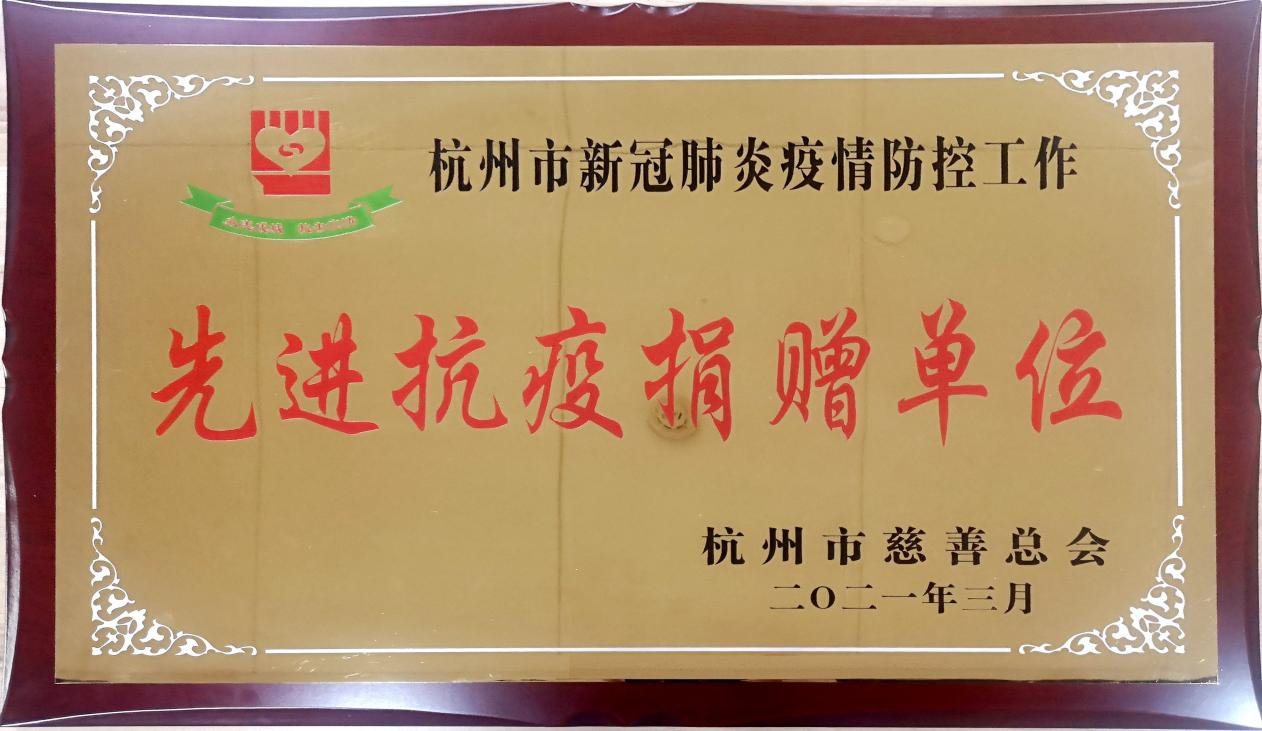 杭州市新冠肺炎疫情防控工作
先进抗疫捐赠单位
杭州市慈善总会
二〇二一年三月